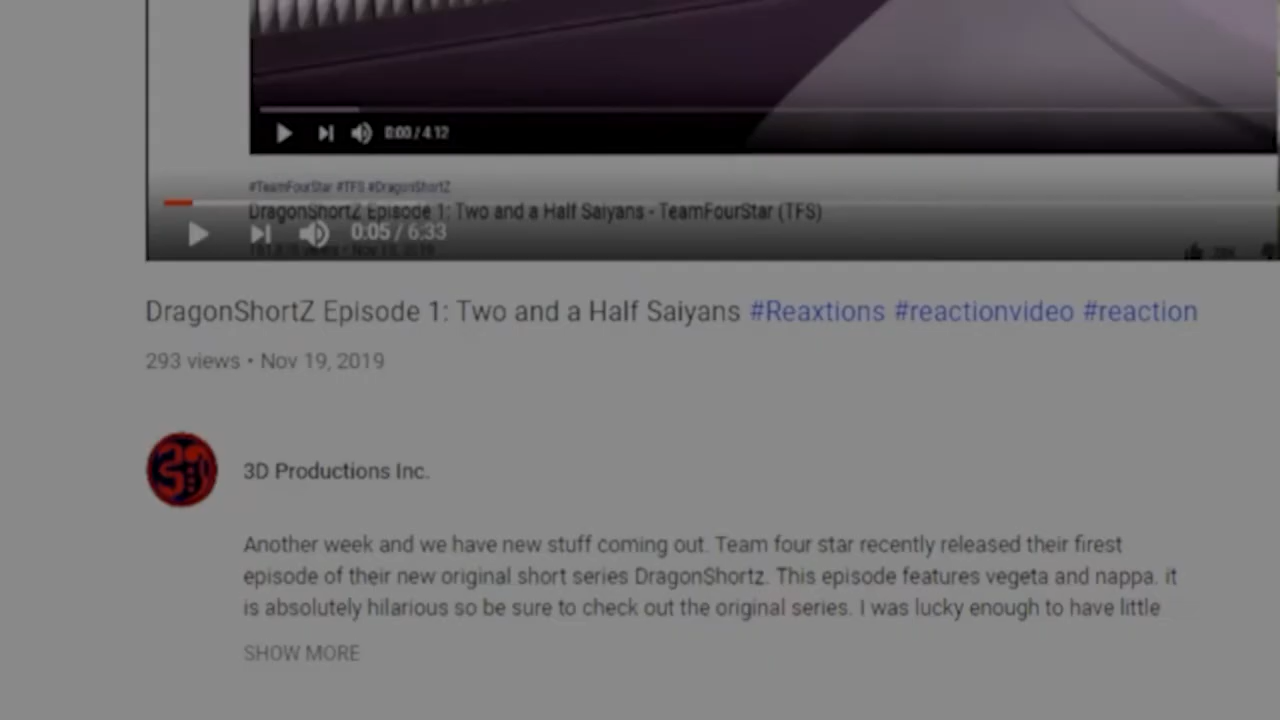 0:00 / 4:12
#TeamFourStar #TFS #DragonShortZ
DragonShortZ Episode 1: Two and a Half Saiyans - TeamFourStar (TFS)
0:05 / 6:33
DragonShortZ Episode 1: Two and a Half Saiyans #Reaxtions #reactionvideo #reaction
293 views • Nov 19, 2019
3D Productions Inc.
Another week and we have new stuff coming out. Team four star recently released their firest
episode of their new original short series DragonShortz. This episode features vegeta and nappa. it
is absolutely hilarious so be sure to check out the original series. I was lucky enough to have little
SHOW MORE